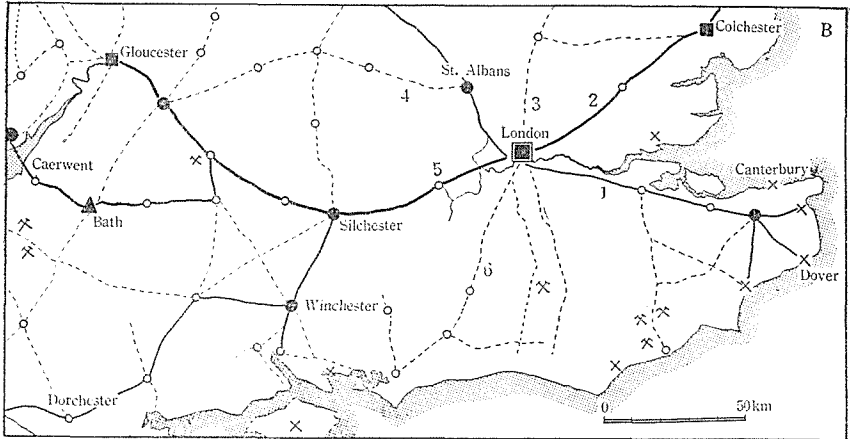 B
Colchester
Gloucester
St. Albans
4
3
2
London
Caerwent
5
Canterbury
1
Bath
Silchester
6
Dover
Winchester
Dorchester
0
50km